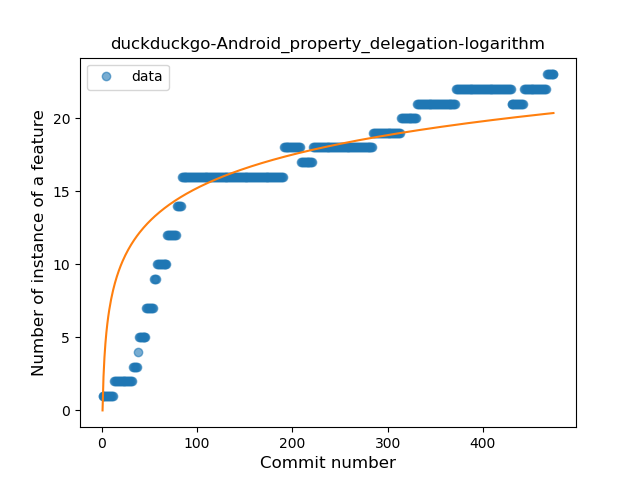 duckduckgo-Android_property_delegation-logarithm
data
Number of instance of a feature
20
15
10
5
0
0 100 200 300 400
Commit number